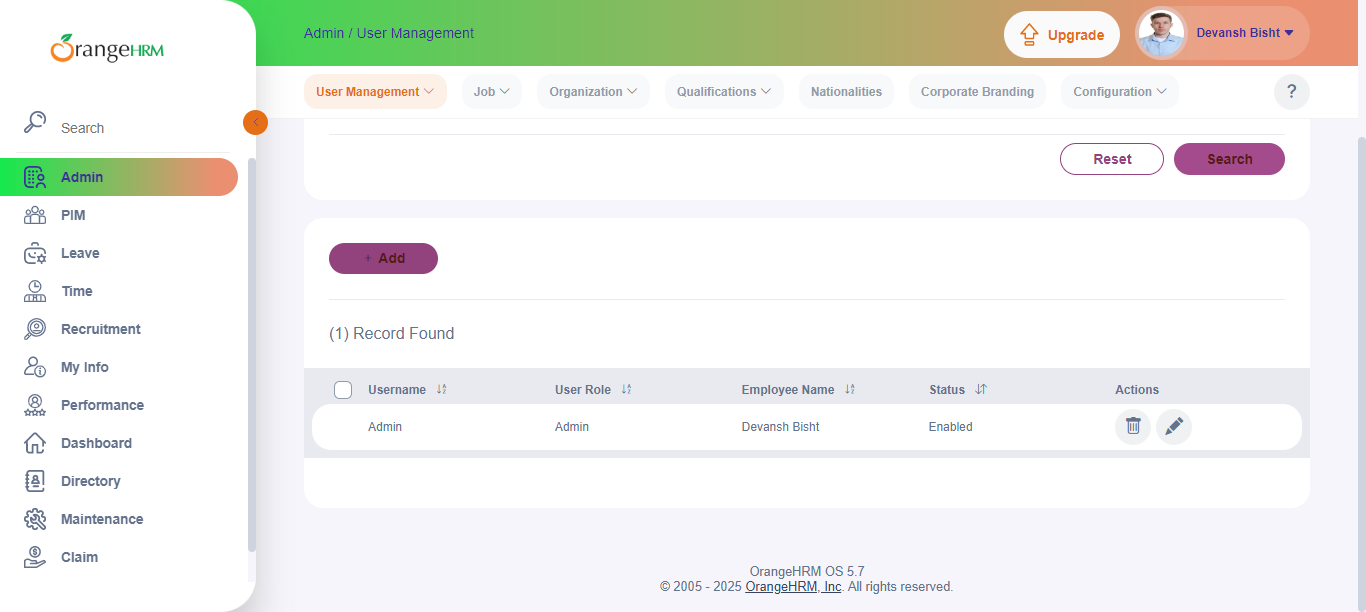 OrangeHRM
Admin / User Management
Upgrade
Devansh Bisht
User Management
Job
Organization
Qualifications
Nationalities
Corporate Branding
Configuration
?
Search
Admin
PIM
Leave
Time
Recruitment
My Info
Performance
Dashboard
Directory
Maintenance
Claim
Reset
Search
+ Add
(1) Record Found
Username User Role Employee Name Status Actions
Admin Admin Devansh Bisht Enabled
OrangeHRM OS 5.7
© 2005 - 2025 OrangeHRM, Inc. All rights reserved.